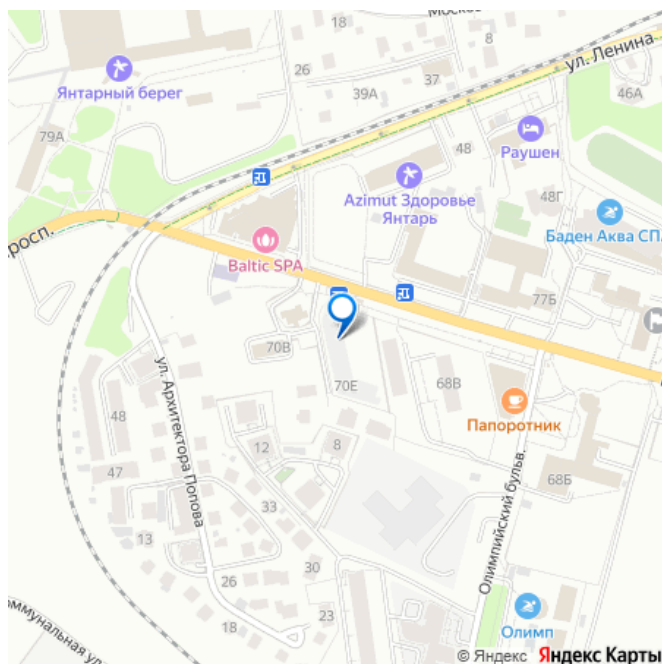 8
26
ул. Ленина
Янтарный берег
37
39А
46А
79А
Раушен
48
Azimut Здоровье
Янтарь
48Г
Баден Аква СПА
росп.
Baltic SPA
77Б
70В
70Е
68В
Папоротник
ул. Архитектора Попова
48
12
8
47
68Б
33
Олимпийский бульв.
13
30
26
23
18
18
Олимп
© Яндекс Яндекс Карты